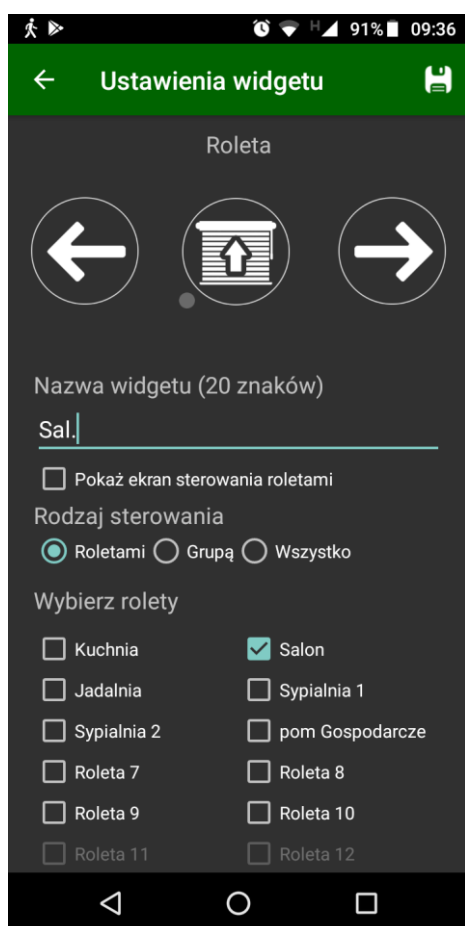 H 91% 09:36
Ustawienia widgetu
Roleta
Nazwa widgetu (20 znaków)
Sal.
Pokaż ekran sterowania roletami
Rodzaj sterowania
Roletami Grupą Wszystko
Wybierz rolety
Kuchnia Salon
Jadalnia Sypialnia 1
Sypialnia 2 pom Gospodarcze
Roleta 7 Roleta 8
Roleta 9 Roleta 10
Roleta 11 Roleta 12